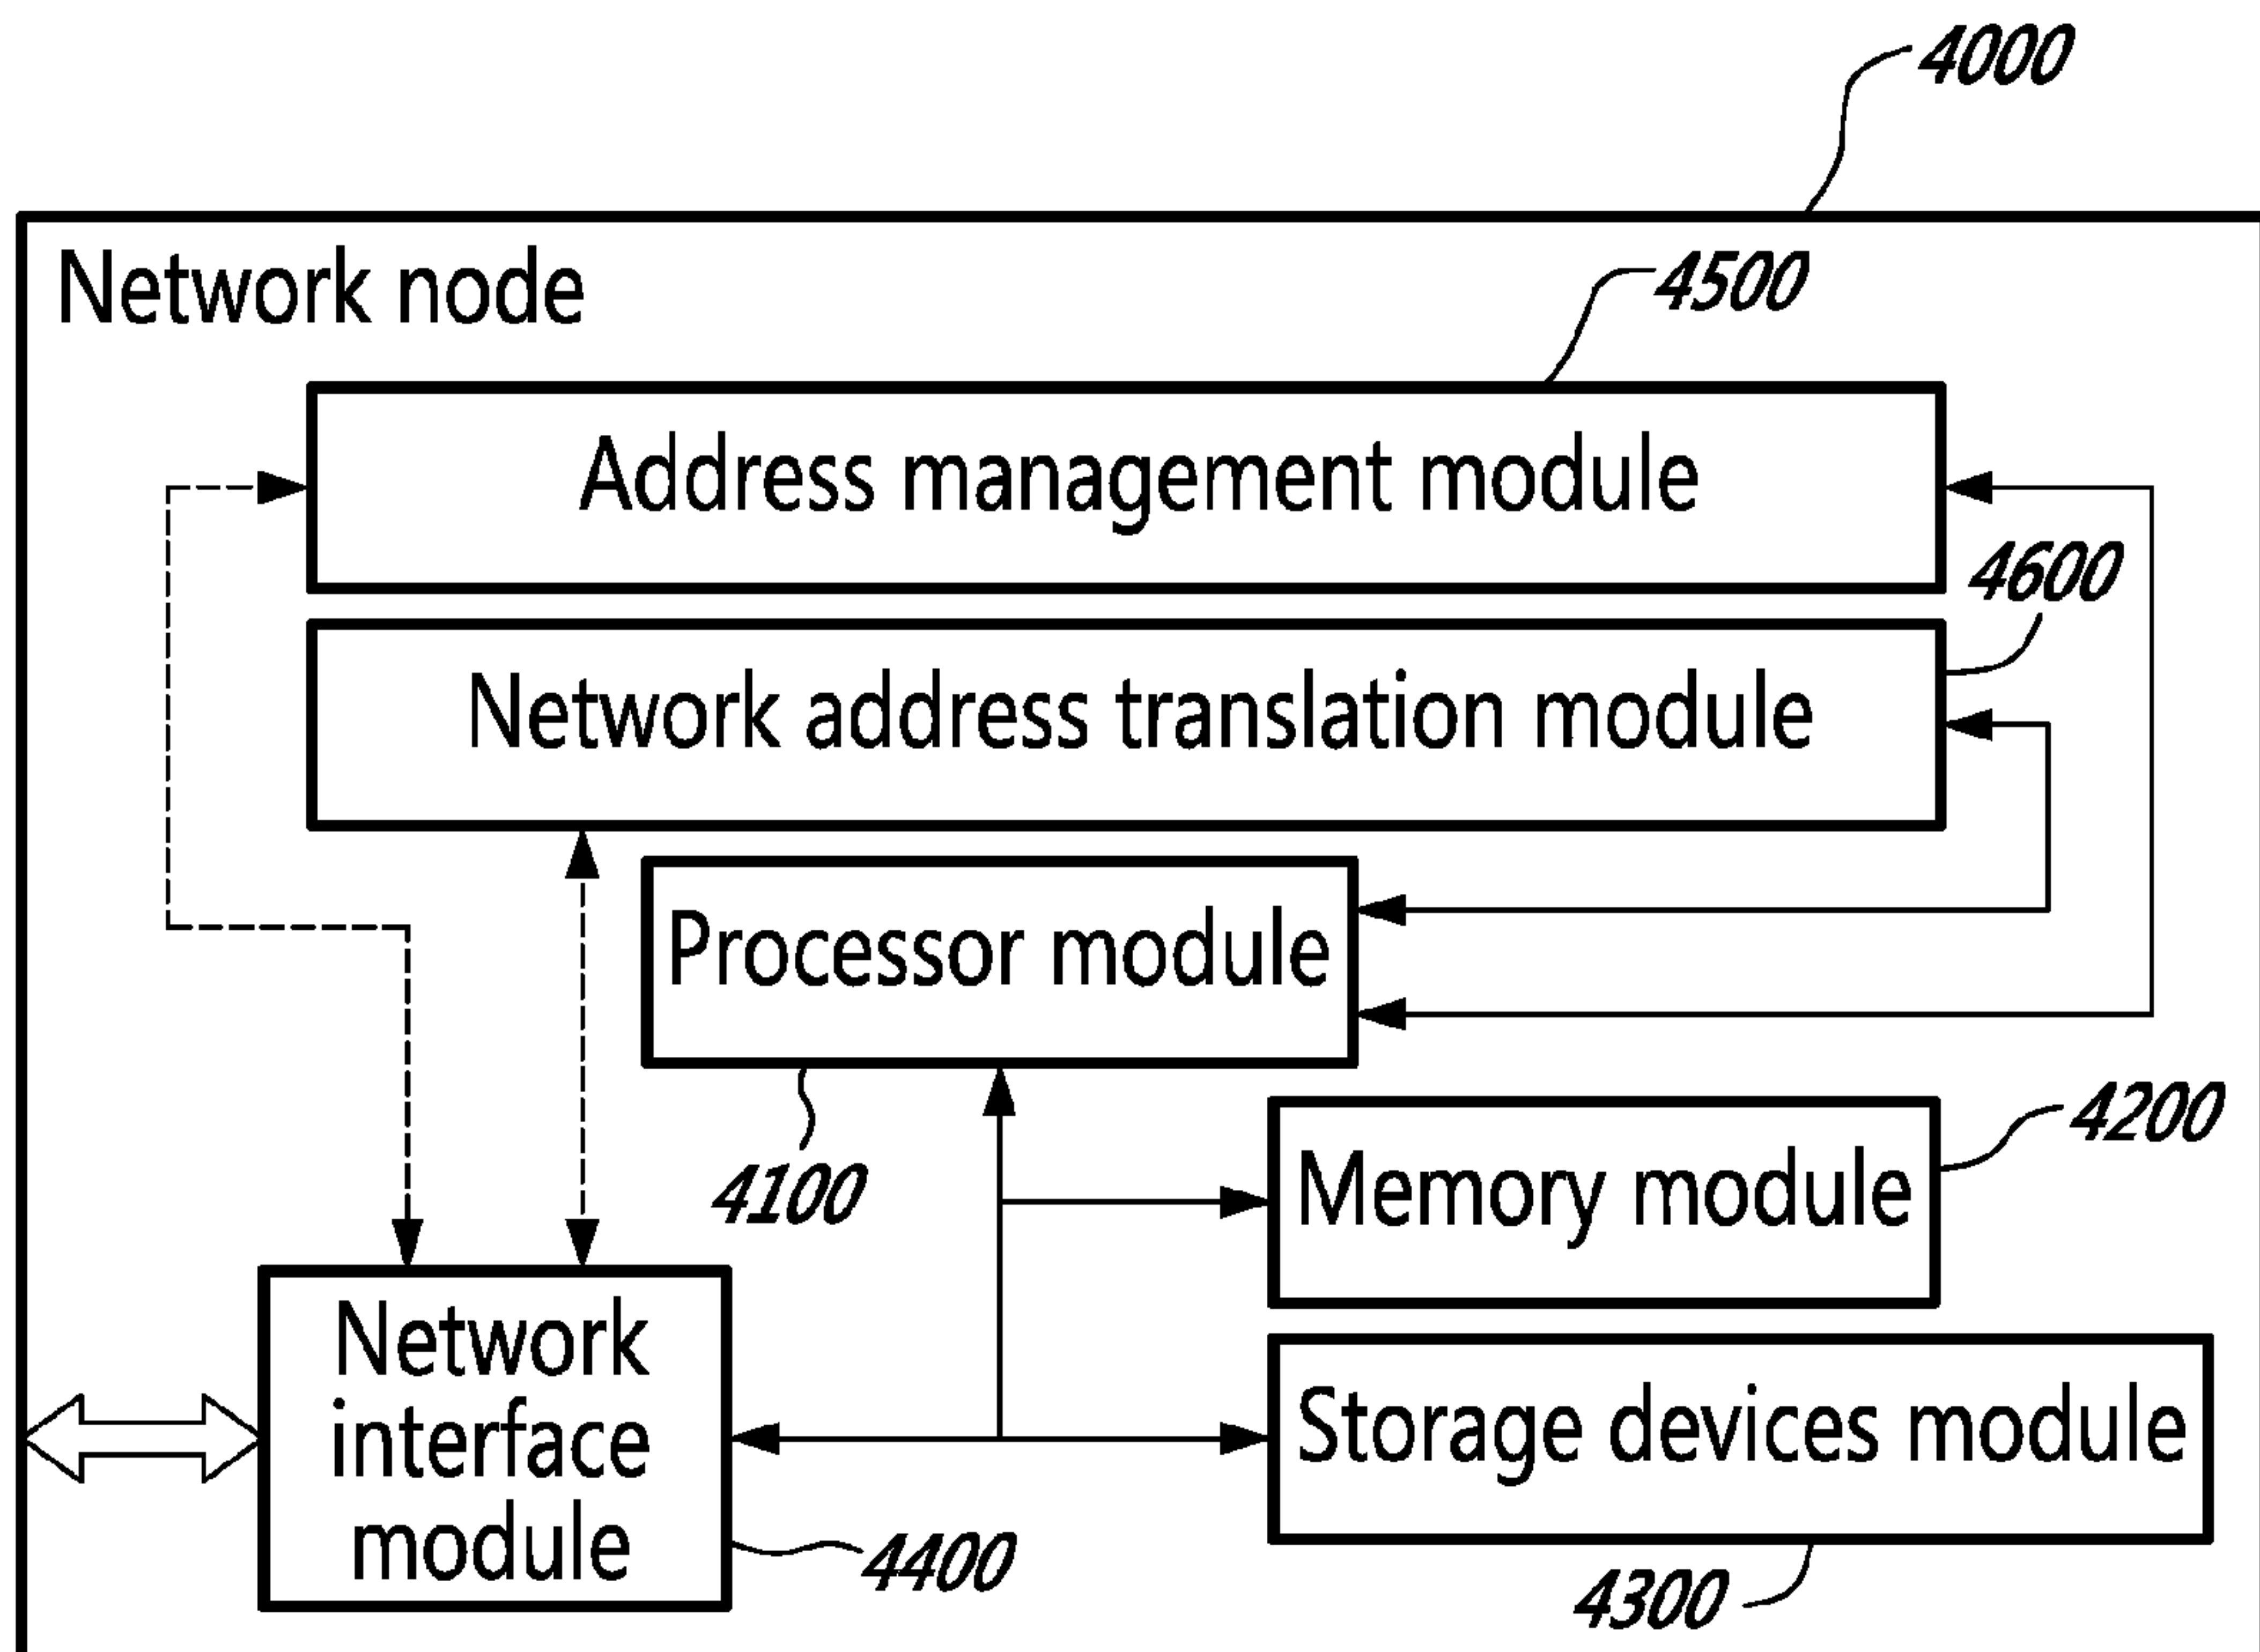 4000
Network node
4500
Address management module
4600
Network address translation module
Processor module
4200
4100
Memory module
Network
interface
module
Storage devices module
4400
4300